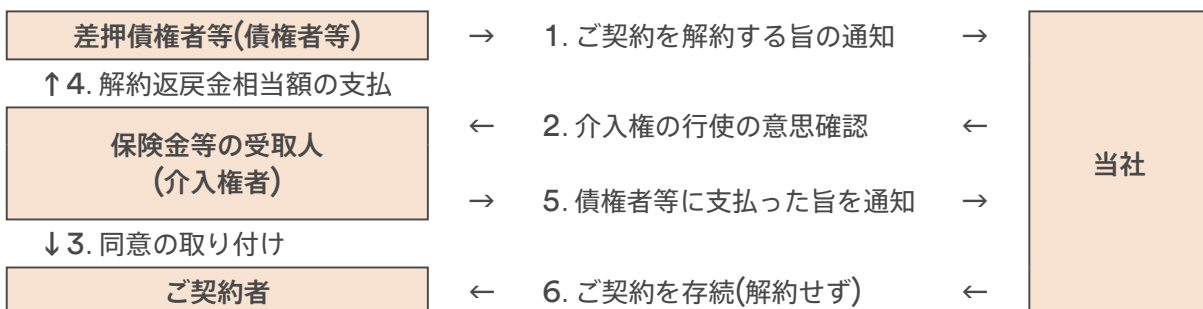 差押債権者等(債権者等) → 1. ご契約を解約する旨の通知 →
↑4. 解約返戻金相当額の支払
保険金等の受取人
(介入権者)
← 2. 介入権の行使の意思確認 ←
当社
→ 5. 債権者等に支払った旨を通知 →
↓3. 同意の取り付け
ご契約者 ← 6. ご契約を存続(解約せず) ←